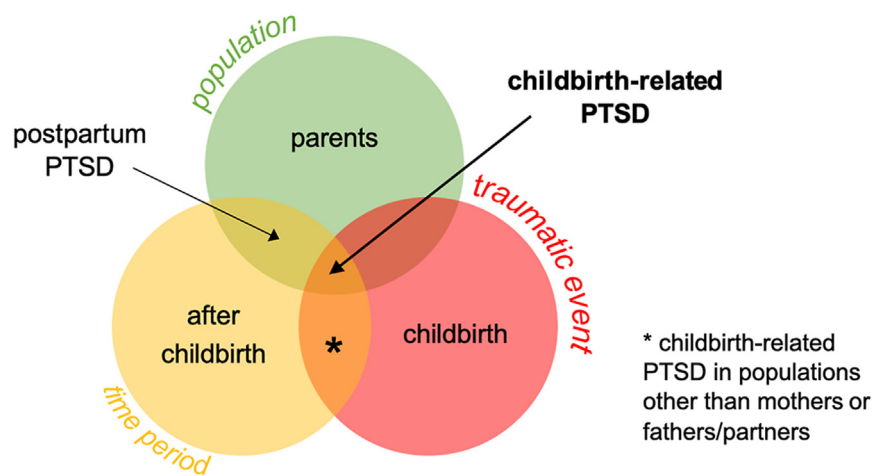 population
childbirth-related
PTSD
postpartum
PTSD
parents
traumatic event
after
childbirth
*
childbirth
time period
* childbirth-related
PTSD in populations
other than mothers or
fathers/partners